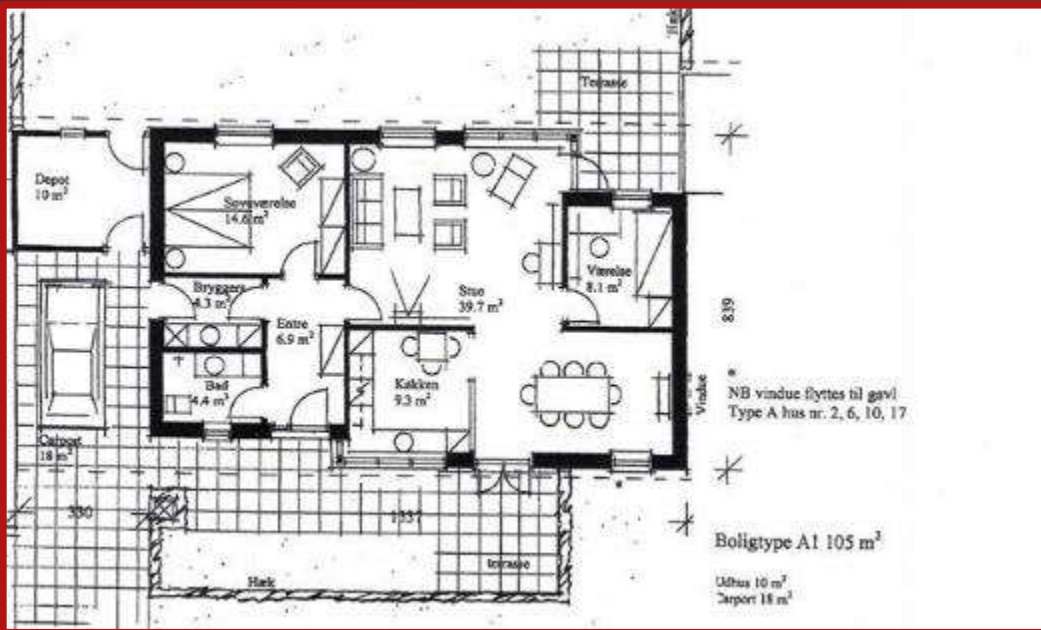 Hæk
Terrasse
Depot
10 m²
Soveværelse
14.6 m²
Bryggers
4.3 m²
Entre
6.9 m²
Stue
39.7 m²
Værelse
8.1 m²
Bad
4.4 m²
Køkken
9.3 m²
839
Vindue
NB vindue flyttes til gavl
Type A hus nr. 2, 6, 10, 17
Carport
18 m²
330
1331
terrasse
Hæk
Boligtype A1 105 m²
Udhus 10 m²
Carport 18 m²